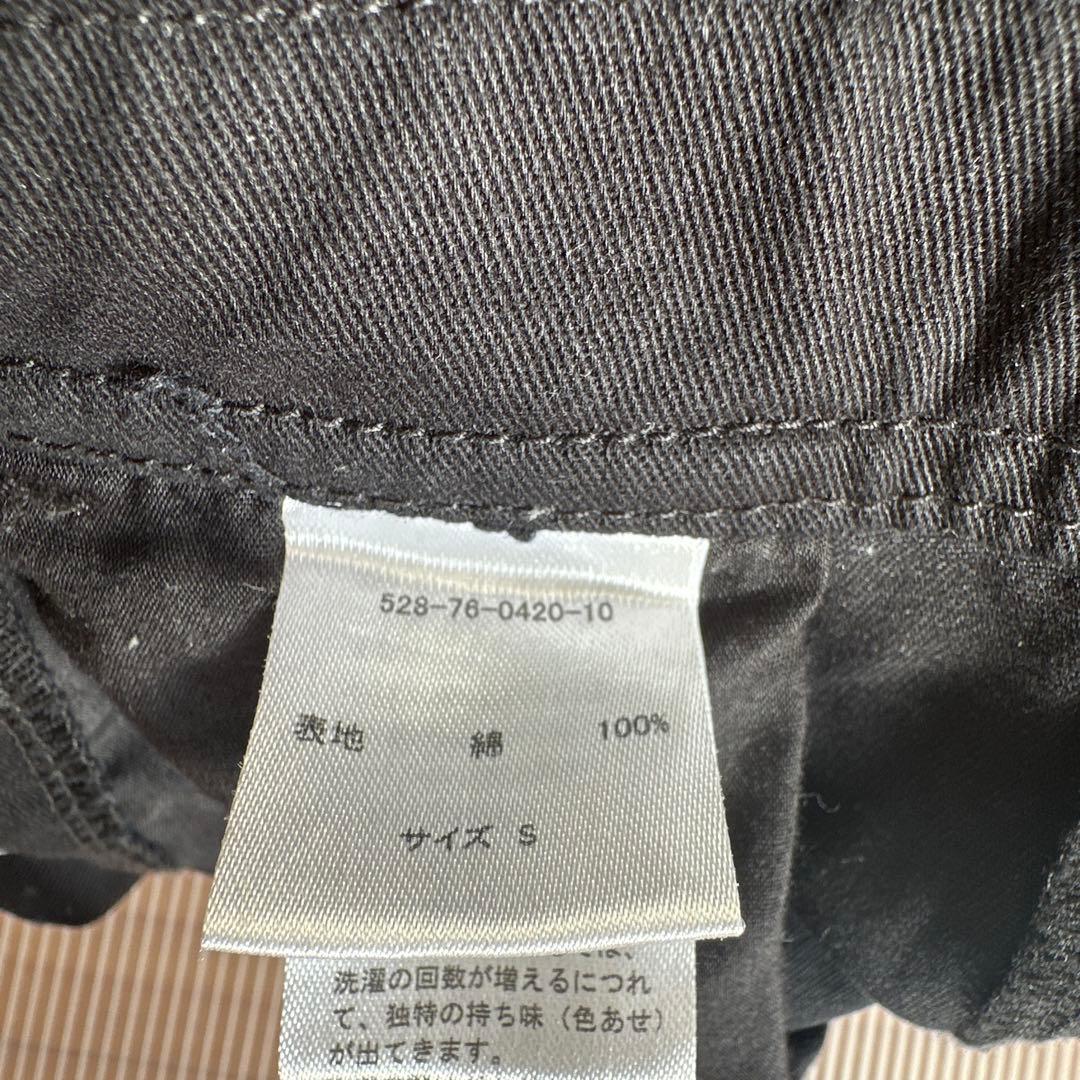 528-76-0420-10
表地 綿 100%
サイズ S
は、
洗濯の回数が増えるにつれ
て、独特の持ち味（色あせ）
が出てきます。